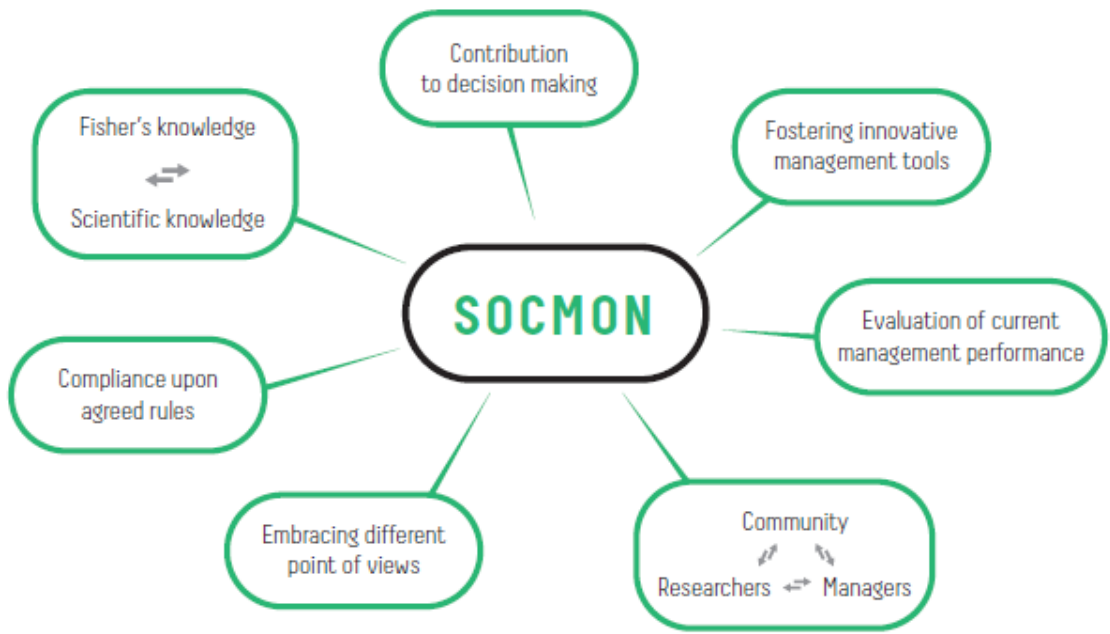 Contribution
to decision making
Fisher's knowledge
Scientific knowledge
Fostering innovative
management tools
SOCMON
Evaluation of current
management performance
Compliance upon
agreed rules
Embracing different
point of views
Community
Researchers
Managers